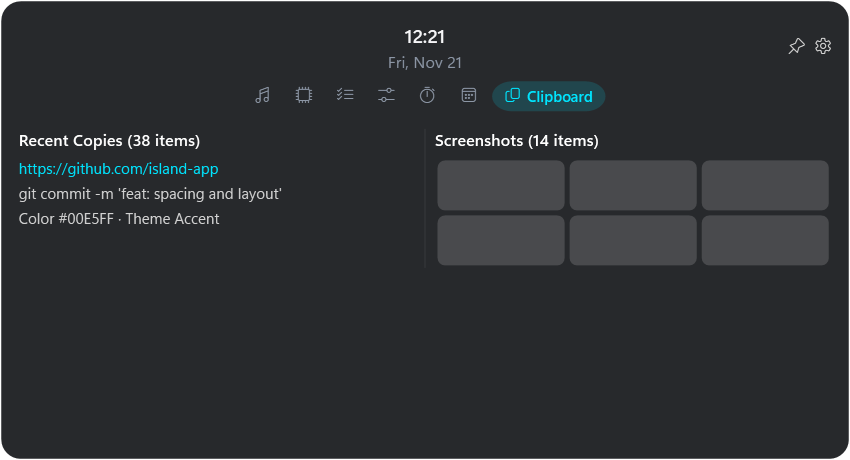 12:21
Fri, Nov 21
Clipboard
Recent Copies (38 items)
https://github.com/island-app
git commit -m 'feat: spacing and layout'
Color #00E5FF · Theme Accent
Screenshots (14 items)